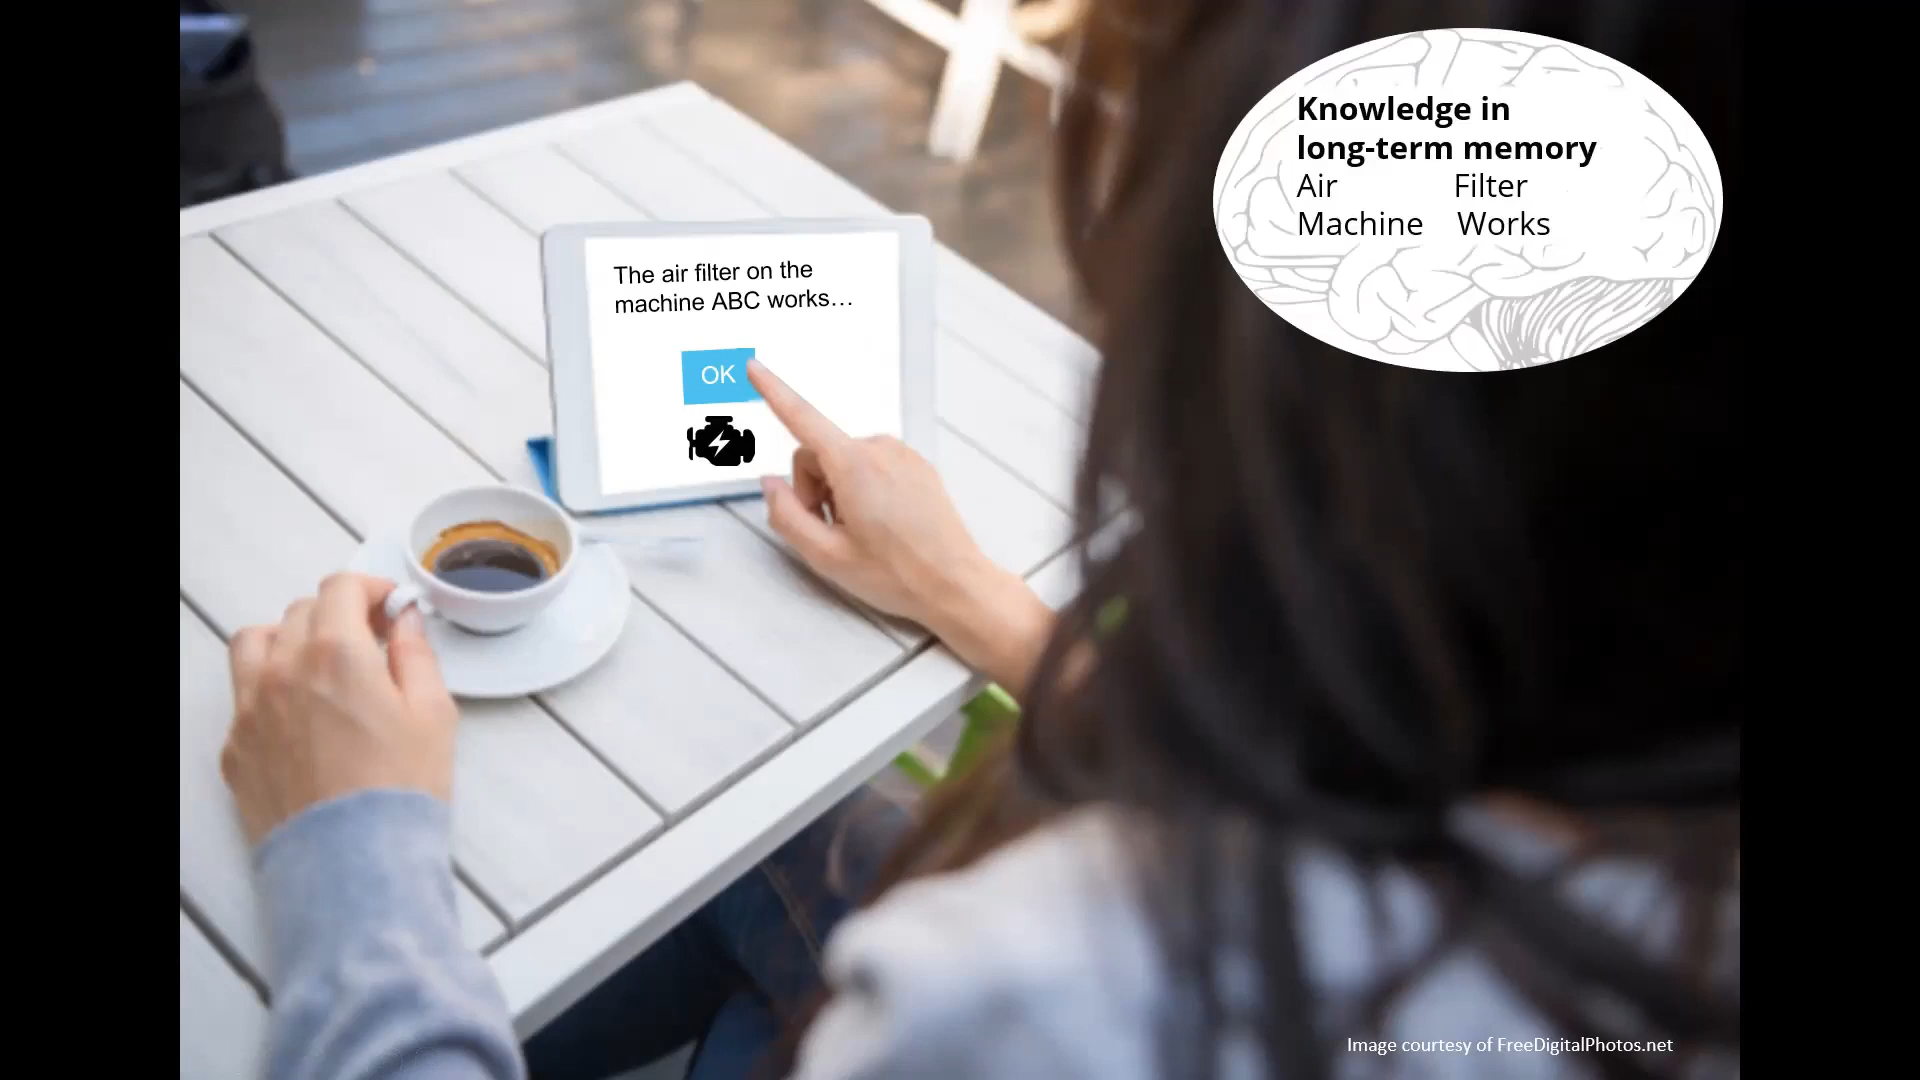 Knowledge in
long-term memory
Air Filter
Machine Works
The air filter on the
machine ABC works…
OK
Image courtesy of FreeDigitalPhotos.net